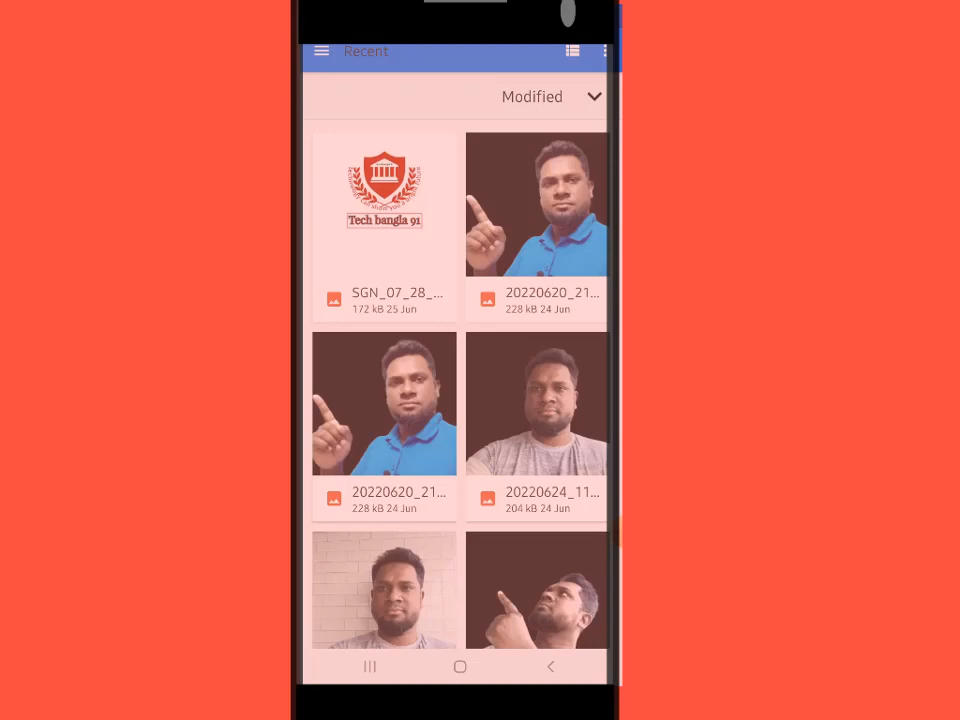 Recent
Modified
Tech bangla 91
SGN_07_28_...
172 kB 25 Jun
20220620_21...
228 kB 24 Jun
20220620_21...
228 kB 24 Jun
20220624_11...
204 kB 24 Jun